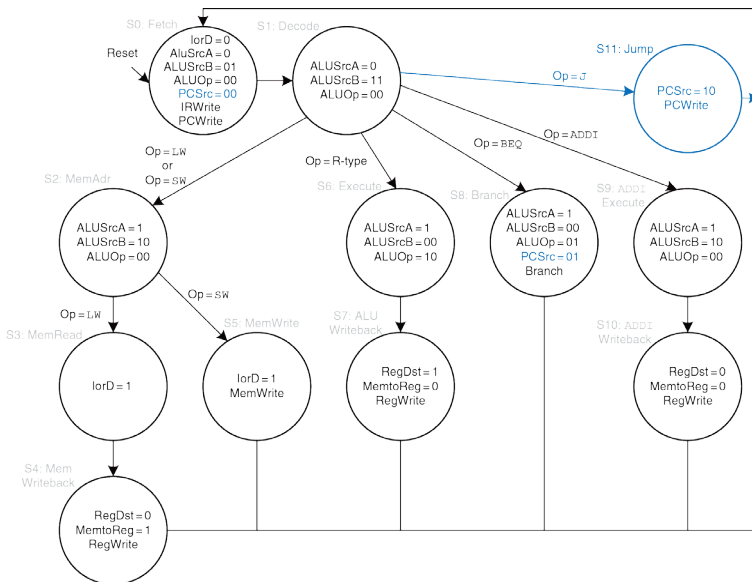 S0: Fetch
S1: Decode
S11: Jump
Reset
IorD = 0
AluSrcA = 0
ALUSrcB = 01
ALUOp = 00
PCSrc = 00
IRWrite
PCWrite
ALUSrcA = 0
ALUSrcB = 11
ALUOp = 00
Op = J
PCSrc = 10
PCWrite
Op = LW
or
Op = SW
Op = R-type
Op = BEQ
Op = ADDI
S2: MemAdr
S6: Execute
S8: Branch
S9: ADDI
Execute
ALUSrcA = 1
ALUSrcB = 10
ALUOp = 00
ALUSrcA = 1
ALUSrcB = 00
ALUOp = 10
ALUSrcA = 1
ALUSrcB = 00
ALUOp = 01
PCSrc = 01
Branch
ALUSrcA = 1
ALUSrcB = 10
ALUOp = 00
Op = LW
Op = SW
S3: MemRead
S5: MemWrite
S7: ALU
Writeback
S10: ADDI
Writeback
IorD = 1
IorD = 1
MemWrite
RegDst = 1
MemtoReg = 0
RegWrite
RegDst = 0
MemtoReg = 0
RegWrite
S4: Mem
Writeback
RegDst = 0
MemtoReg = 1
RegWrite